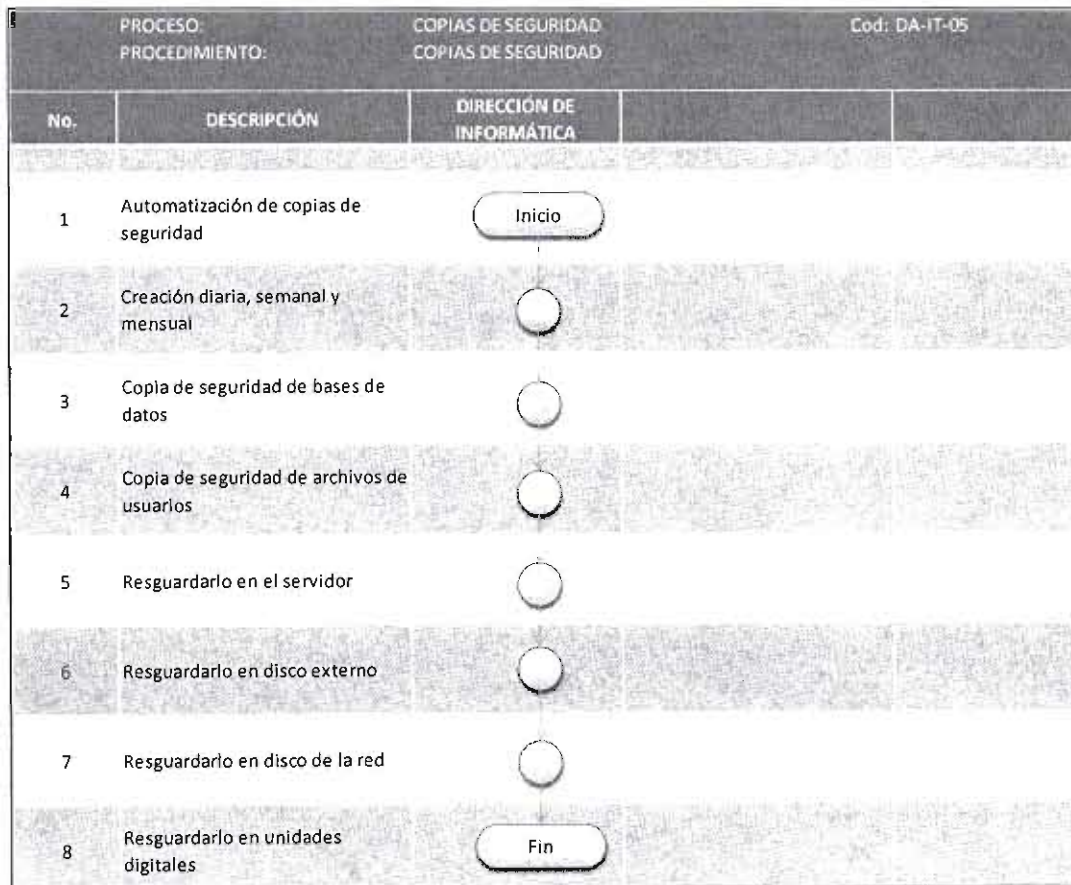 PROCESO: COPIAS DE SEGURIDAD Cod: DA-IT-05
PROCEDIMIENTO: COPIAS DE SEGURIDAD
No. DESCRIPCIÓN DIRECCIÓN DE
INFORMÁTICA
1 Automatización de copias de
seguridad Inicio
2 Creación diaria, semanal y
mensual
3 Copia de seguridad de bases de
datos
4 Copia de seguridad de archivos de
usuarios
5 Resguardarlo en el servidor
6 Resguardarlo en disco externo
7 Resguardarlo en disco de la red
8 Resguardarlo en unidades
digitales Fin